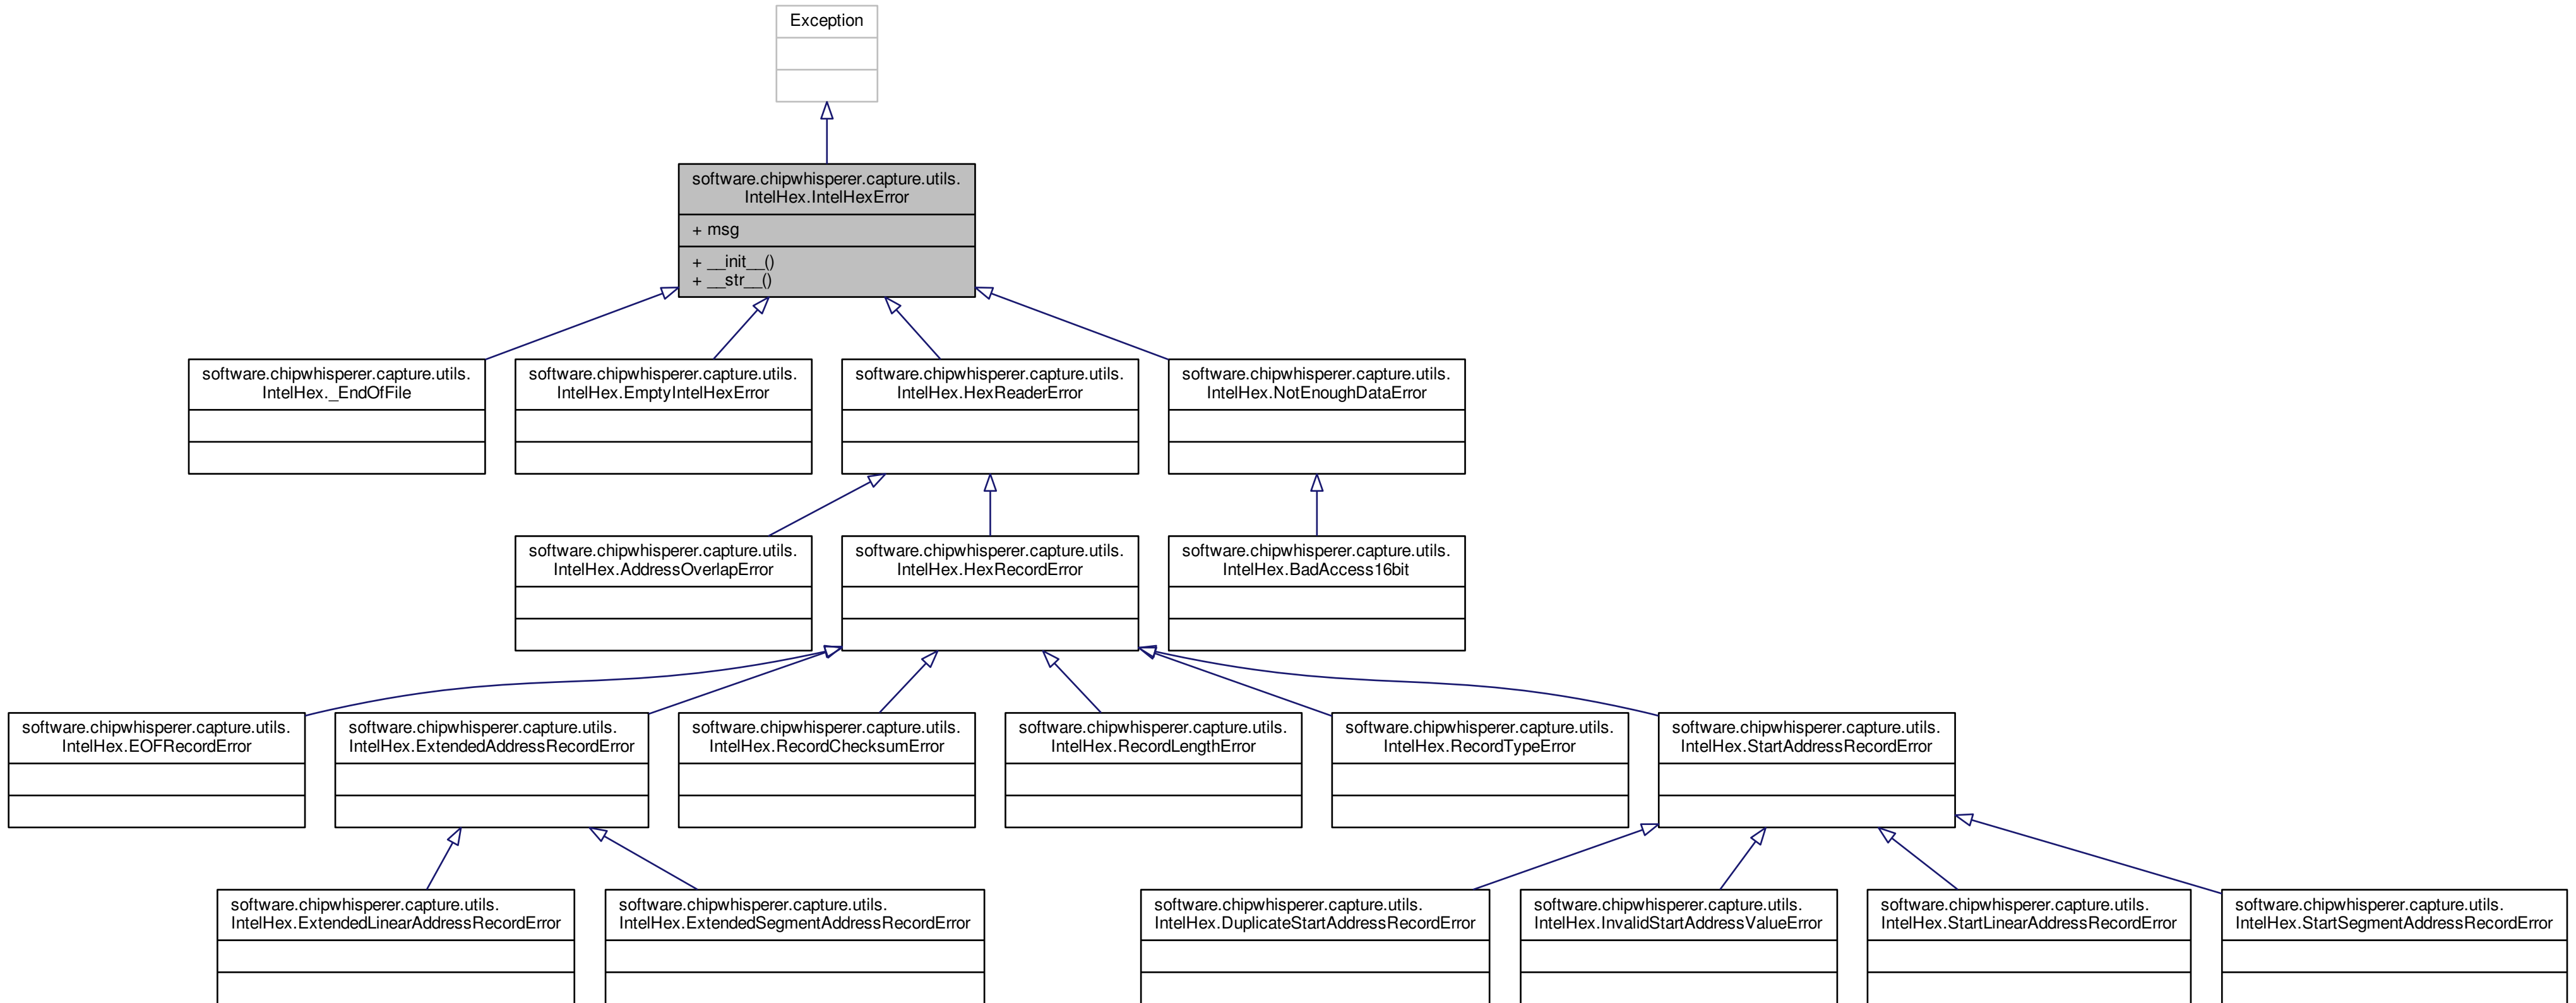 Exception
software.chipwhisperer.capture.utils.
IntelHex.IntelHexError
+ msg
+ __init__()
+ __str__()
software.chipwhisperer.capture.utils.
IntelHex._EndOfFile
software.chipwhisperer.capture.utils.
IntelHex.EmptyIntelHexError
software.chipwhisperer.capture.utils.
IntelHex.HexReaderError
software.chipwhisperer.capture.utils.
IntelHex.NotEnoughDataError
software.chipwhisperer.capture.utils.
IntelHex.AddressOverlapError
software.chipwhisperer.capture.utils.
IntelHex.HexRecordError
software.chipwhisperer.capture.utils.
IntelHex.BadAccess16bit
software.chipwhisperer.capture.utils.
IntelHex.EOFRecordError
software.chipwhisperer.capture.utils.
IntelHex.ExtendedAddressRecordError
software.chipwhisperer.capture.utils.
IntelHex.RecordChecksumError
software.chipwhisperer.capture.utils.
IntelHex.RecordLengthError
software.chipwhisperer.capture.utils.
IntelHex.RecordTypeError
software.chipwhisperer.capture.utils.
IntelHex.StartAddressRecordError
software.chipwhisperer.capture.utils.
IntelHex.ExtendedLinearAddressRecordError
software.chipwhisperer.capture.utils.
IntelHex.ExtendedSegmentAddressRecordError
software.chipwhisperer.capture.utils.
IntelHex.DuplicateStartAddressRecordError
software.chipwhisperer.capture.utils.
IntelHex.InvalidStartAddressValueError
software.chipwhisperer.capture.utils.
IntelHex.StartLinearAddressRecordError
software.chipwhisperer.capture.utils.
IntelHex.StartSegmentAddressRecordError